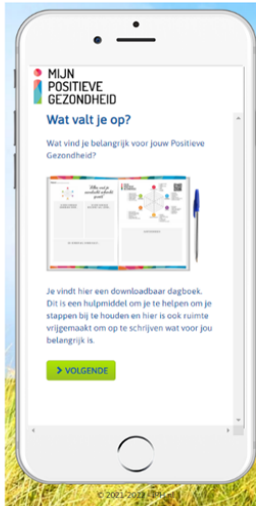 MIJN
POSITIEVE
GEZONDHEID
Wat valt je op?
Wat vind je belangrijk voor jouw Positieve
Gezondheid?
Je vindt hier een downloadbaar dagboek.
Dit is een hulpmiddel om je te helpen om je
stappen bij te houden en hier is ook ruimte
vrijgemaakt om op te schrijven wat voor jou
belangrijk is.
> VOLGENDE
© 2021-2022